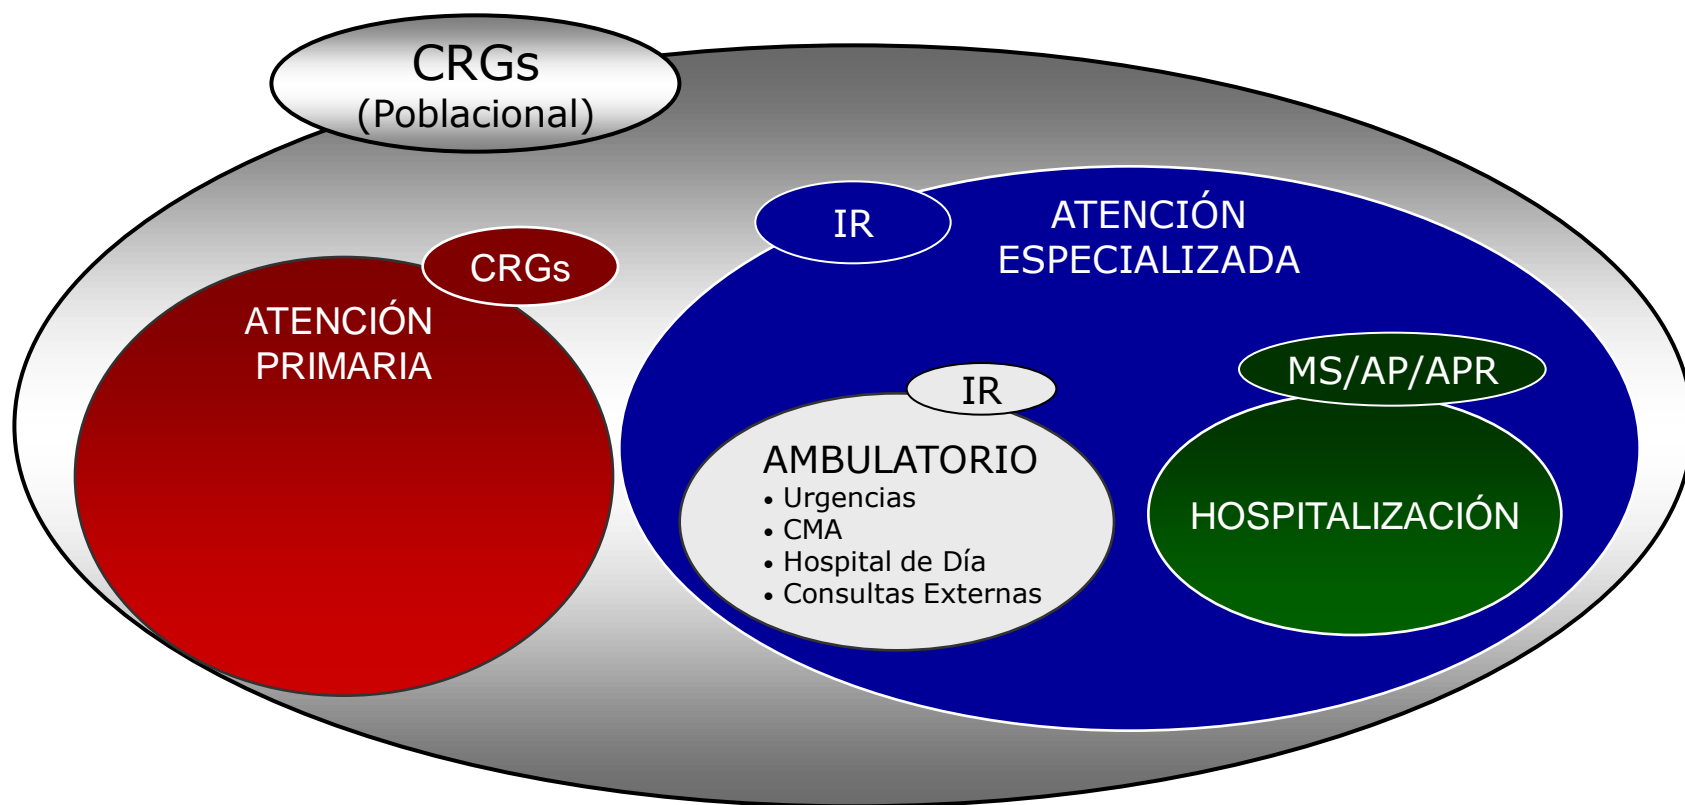 CRGs
(Poblacional)
CRGs
ATENCIÓN
PRIMARIA
IR
ATENCIÓN
ESPECIALIZADA
IR
AMBULATORIO
• Urgencias
• CMA
• Hospital de Día
• Consultas Externas
MS/AP/APR
HOSPITALIZACIÓN